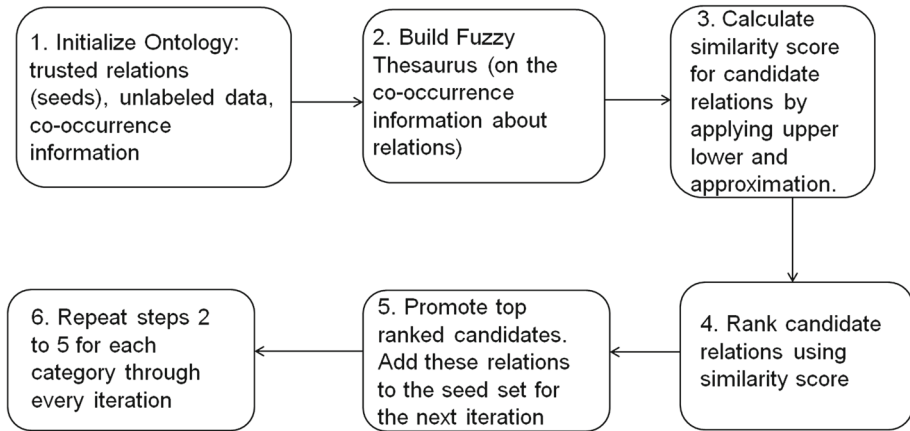 1. Initialize Ontology:
trusted relations
(seeds), unlabeled data,
co-occurrence
information
2. Build Fuzzy
Thesaurus (on the
co-occurrence
information about
relations)
3. Calculate
similarity score
for candidate
relations by
applying upper
lower and
approximation.
4. Rank candidate
relations using
similarity score
5. Promote top
ranked candidates.
Add these relations
to the seed set for
the next iteration
6. Repeat steps 2
to 5 for each
category through
every iteration